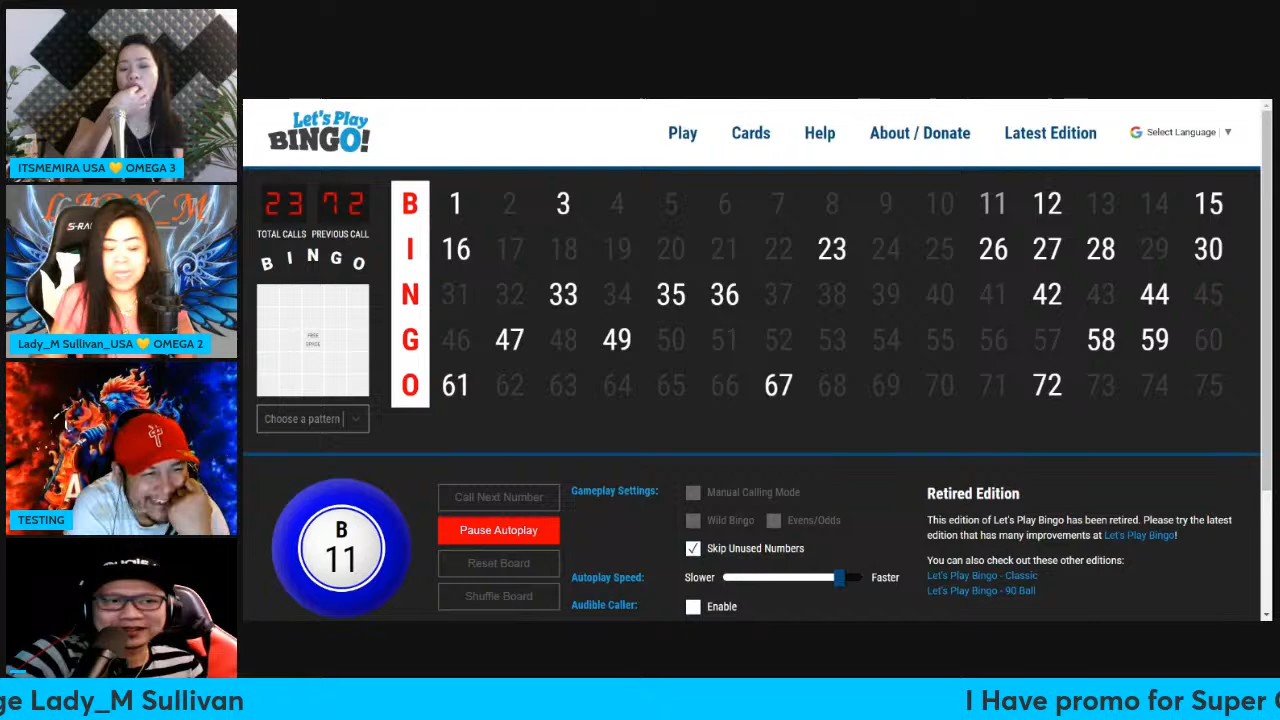 LADY_M
S-RACER
ITSMEMIRA USA 💛 OMEGA 3
Lady_M Sullivan_USA 💛 OMEGA 2
TESTING
Let's Play
BINGO!
Play
Cards
Help
About / Donate
Latest Edition
Select Language
23 72
TOTAL CALLS PREVIOUS CALL
B I N G O
FREE SPACE
Choose a pattern
B 1 2 3 4 5 6 7 8 9 10 11 12 13 14 15
I 16 17 18 19 20 21 22 23 24 25 26 27 28 29 30
N 31 32 33 34 35 36 37 38 39 40 41 42 43 44 45
G 46 47 48 49 50 51 52 53 54 55 56 57 58 59 60
O 61 62 63 64 65 66 67 68 69 70 71 72 73 74 75
B
11
Call Next Number
Pause Autoplay
Reset Board
Shuffle Board
Gameplay Settings:
Manual Calling Mode
Wild Bingo Evens/Odds
Skip Unused Numbers
Autoplay Speed: Slower Faster
Audible Caller: Enable
Retired Edition
This edition of Let's Play Bingo has been retired. Please try the latest
edition that has many improvements at Let's Play Bingo!
You can also check out these other editions:
Let's Play Bingo - Classic
Let's Play Bingo - 90 Ball
ge Lady_M Sullivan
I Have promo for Super